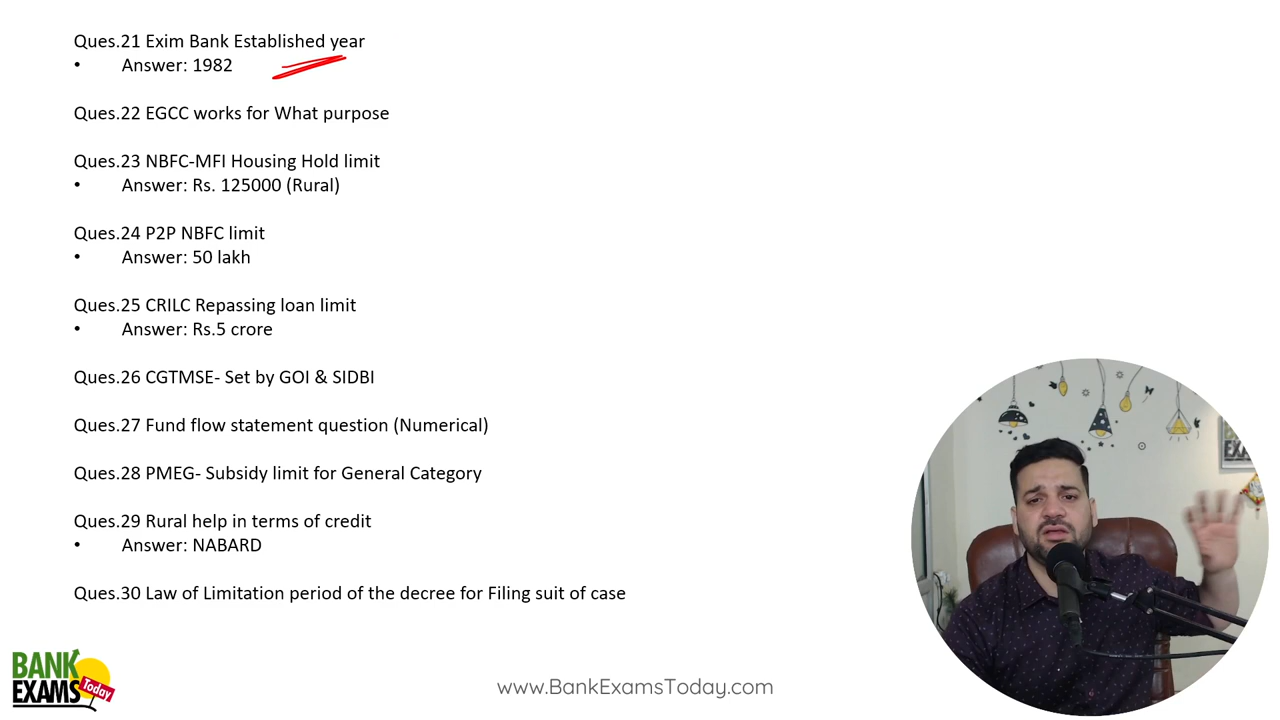 Ques.21 Exim Bank Established year
• Answer: 1982
Ques.22 EGCC works for What purpose
Ques.23 NBFC-MFI Housing Hold limit
• Answer: Rs. 125000 (Rural)
Ques.24 P2P NBFC limit
• Answer: 50 lakh
Ques.25 CRILC Repassing loan limit
• Answer: Rs.5 crore
Ques.26 CGTMSE- Set by GOI & SIDBI
Ques.27 Fund flow statement question (Numerical)
Ques.28 PMEG- Subsidy limit for General Category
Ques.29 Rural help in terms of credit
• Answer: NABARD
Ques.30 Law of Limitation period of the decree for Filing suit of case
BANK
EXAMS
Today
www.BankExamsToday.com